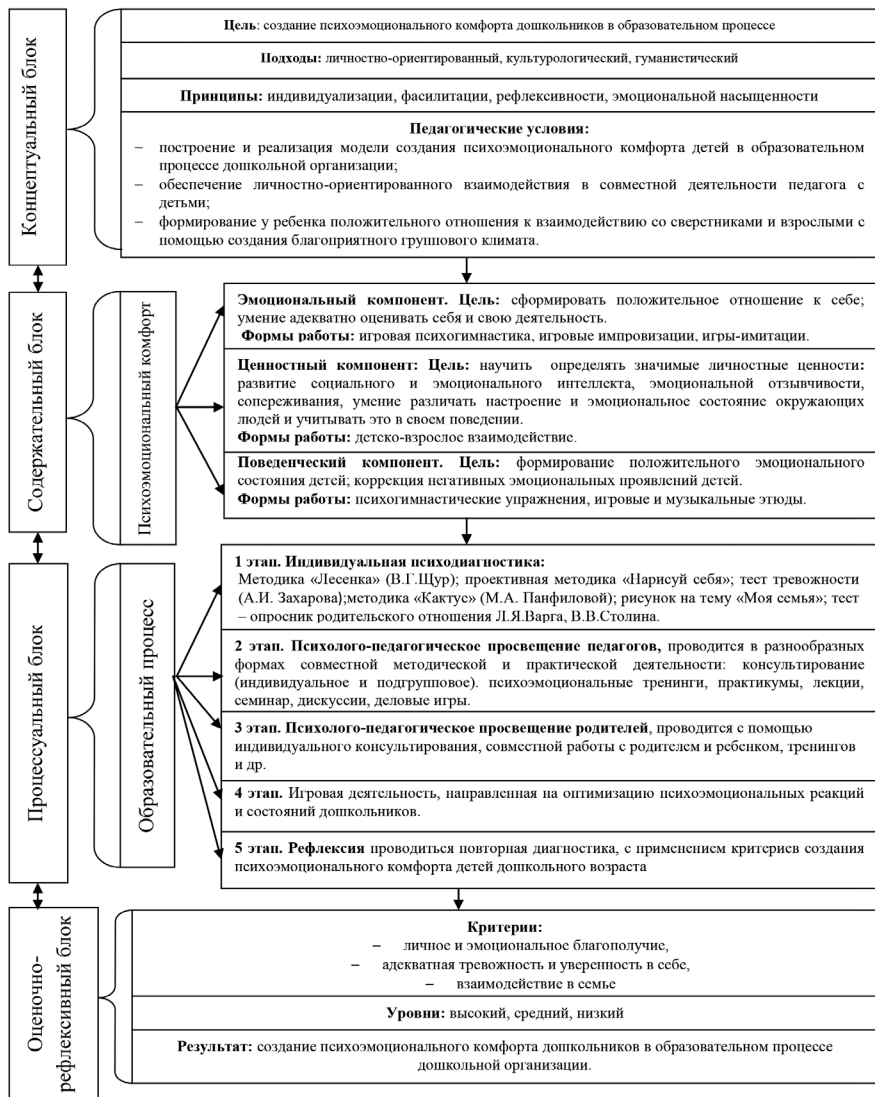 Концептуальный блок
Цель: создание психоэмоционального комфорта дошкольников в образовательном процессе
Подходы: личностно-ориентированный, культурологический, гуманистический
Принципы: индивидуализации, фасилитации, рефлексивности, эмоциональной насыщенности
Педагогические условия:
– построение и реализация модели создания психоэмоционального комфорта детей в образовательном
процессе дошкольной организации;
– обеспечение личностно-ориентированного взаимодействия в совместной деятельности педагога с
детьми;
– формирование у ребенка положительного отношения к взаимодействию со сверстниками и взрослыми с
помощью создания благоприятного группового климата.
Содержательный блок
Психоэмоциональный комфорт
Эмоциональный компонент. Цель: сформировать положительное отношение к себе;
умение адекватно оценивать себя и свою деятельность.
Формы работы: игровая психогимнастика, игровые импровизации, игры-имитации.
Ценностный компонент: Цель: научить определять значимые личностные ценности:
развитие социального и эмоционального интеллекта, эмоциональной отзывчивости,
сопереживания, умение различать настроение и эмоциональное состояние окружающих
людей и учитывать это в своем поведении.
Формы работы: детско-взрослое взаимодействие.
Поведенческий компонент. Цель: формирование положительного эмоционального
состояния детей; коррекция негативных эмоциональных проявлений детей.
Формы работы: психогимнастические упражнения, игровые и музыкальные этюды.
Процессуальный блок
Образовательный процесс
1 этап. Индивидуальная психодиагностика:
Методика «Лесенка» (В.Г.Щур); проективная методика «Нарисуй себя»; тест тревожности
(А.И. Захарова);методика «Кактус» (М.А. Панфиловой); рисунок на тему «Моя семья»; тест
– опросник родительского отношения Л.Я.Варга, В.В.Столина.
2 этап. Психолого-педагогическое просвещение педагогов, проводится в разнообразных
формах совместной методической и практической деятельности: консультирование
(индивидуальное и подгрупповое). психоэмоциональные тренинги, практикумы, лекции,
семинар, дискуссии, деловые игры.
3 этап. Психолого-педагогическое просвещение родителей, проводится с помощью
индивидуального консультирования, совместной работы с родителем и ребенком, тренингов
и др.
4 этап. Игровая деятельность, направленная на оптимизацию психоэмоциональных реакций
и состояний дошкольников.
5 этап. Рефлексия проводиться повторная диагностика, с применением критериев создания
психоэмоционального комфорта детей дошкольного возраста
Оценочно-
рефлексивный блок
Критерии:
– личное и эмоциональное благополучие,
– адекватная тревожность и уверенность в себе,
– взаимодействие в семье
Уровни: высокий, средний, низкий
Результат: создание психоэмоционального комфорта дошкольников в образовательном процессе
дошкольной организации.